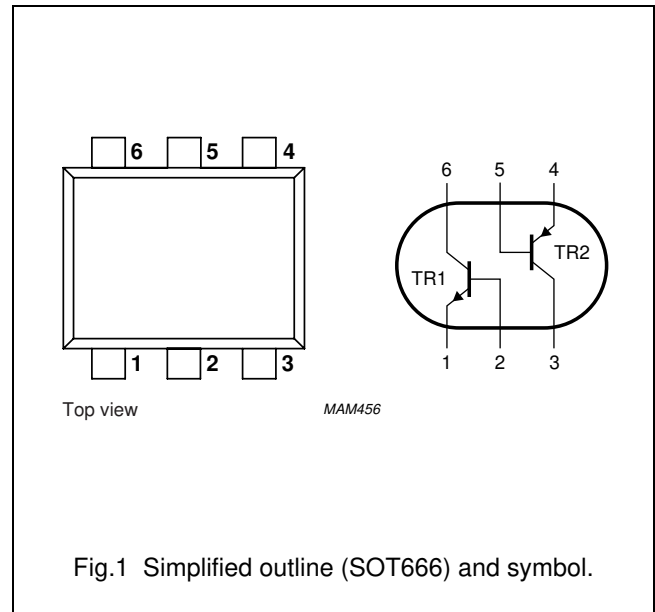 6 5 4
1 2 3
Top view
6 5 4
TR1
TR2
1 2 3
MAM456
Fig.1 Simplified outline (SOT666) and symbol.